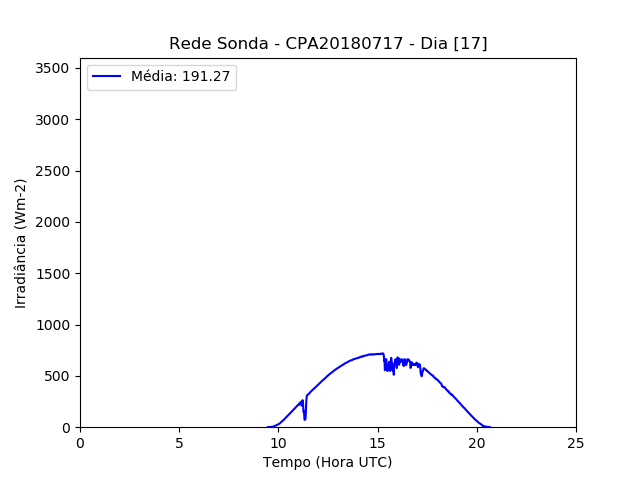 Rede Sonda - CPA20180717 - Dia [17]
Média: 191.27
Irradiância (Wm-2)
3500
3000
2500
2000
1500
1000
500
0
0 5 10 15 20 25
Tempo (Hora UTC)